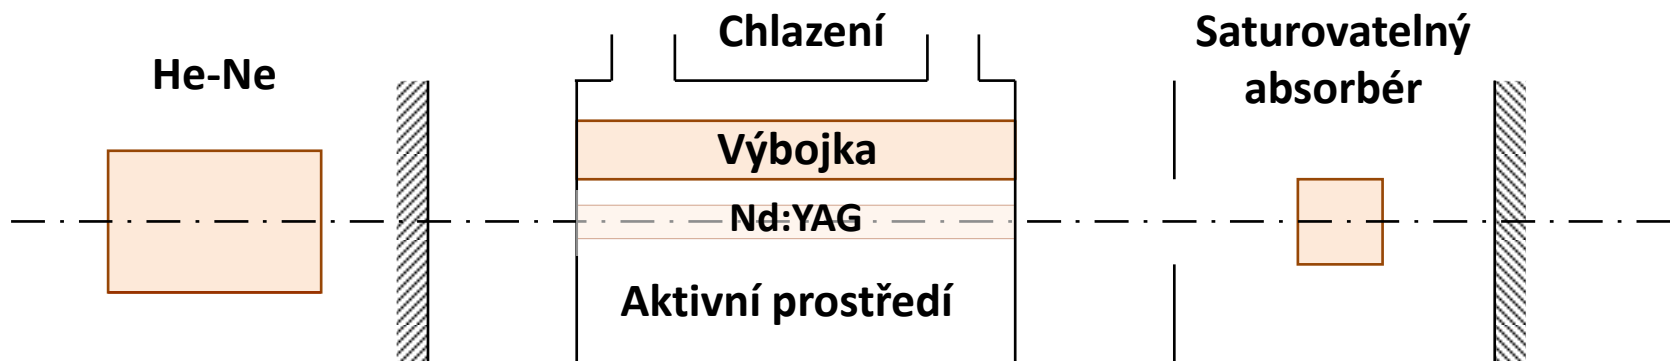 He-Ne
Chlazení
Saturovatelný
absorbér
Výbojka
Nd:YAG
Aktivní prostředí